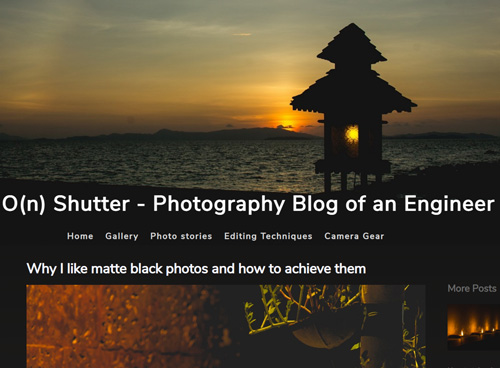 O(n) Shutter - Photography Blog of an Engineer
Home Gallery Photo stories Editing Techniques Camera Gear
Why I like matte black photos and how to achieve them
More Posts